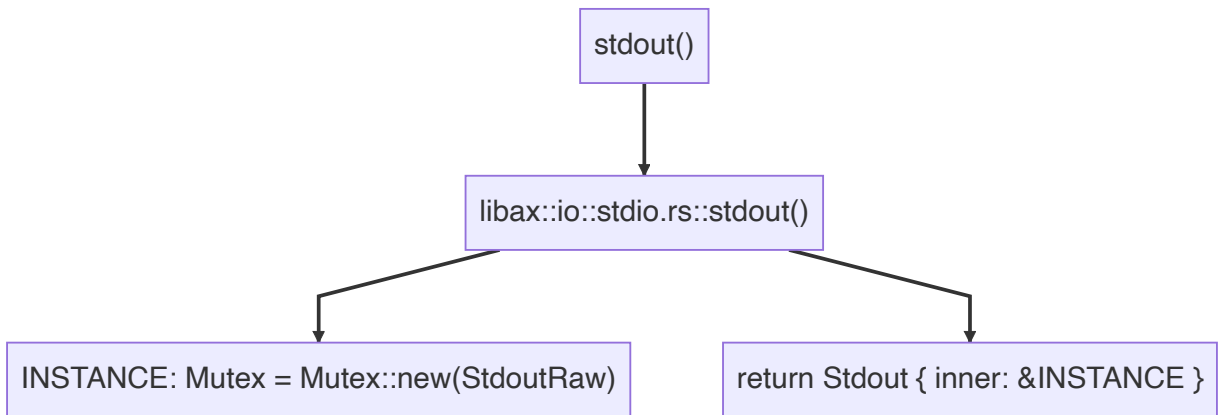 stdout()
libax::io::stdio.rs::stdout()
INSTANCE: Mutex = Mutex::new(StdoutRaw)
return Stdout { inner: &INSTANCE }